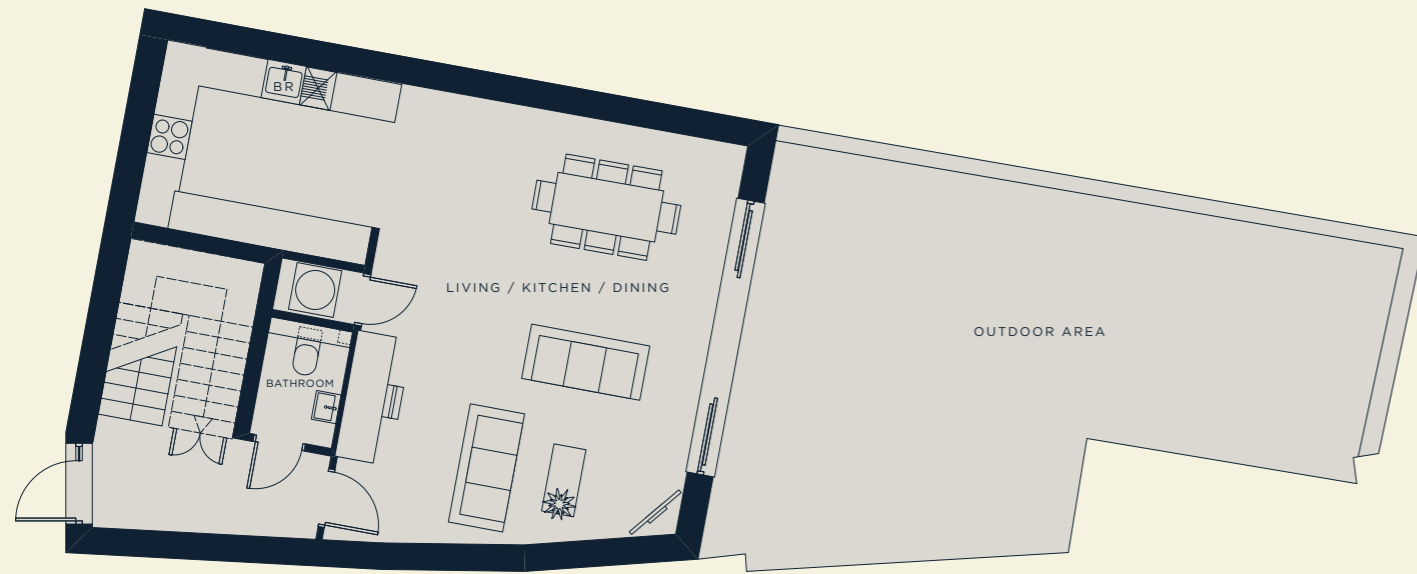 BR
LIVING / KITCHEN / DINING
OUTDOOR AREA
BATHROOM